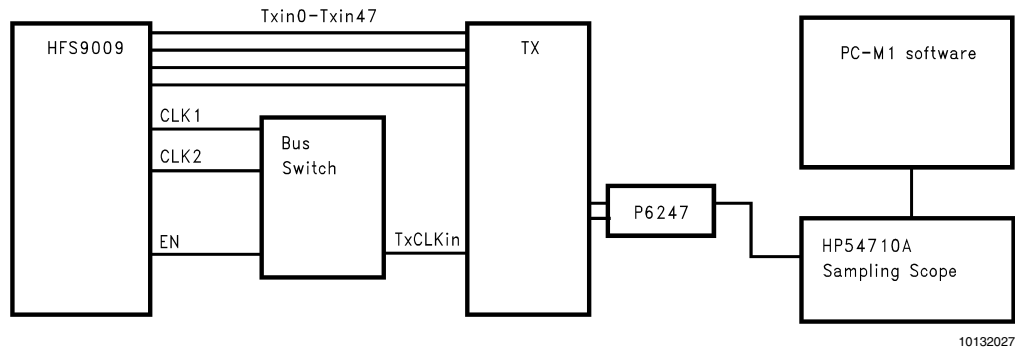 Txin0-Txin47
HFS9009
TX
PC-M1 software
CLK1
CLK2
Bus
Switch
EN
TxCLKin
P6247
HP54710A
Sampling Scope
10132027